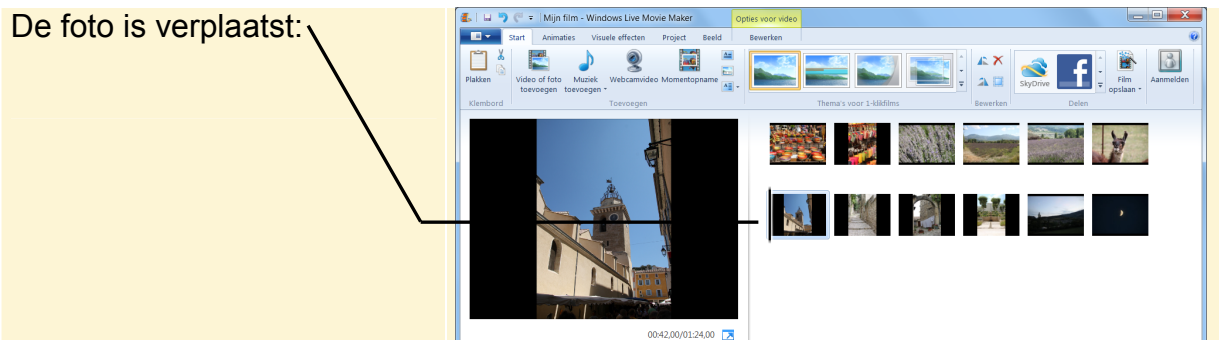 De foto is verplaatst:
Mijn film - Windows Live Movie Maker
Opties voor video
Start Animaties Visuele effecten Project Beeld Bewerken
Plakken
Video of foto toevoegen
Muziek toevoegen
Webcamvideo
Momentopname
SkyDrive
Film opslaan
Aanmelden
Klembord Toevoegen Thema's voor 1-klikfilms Bewerken Delen
00:42,00/01:24,00